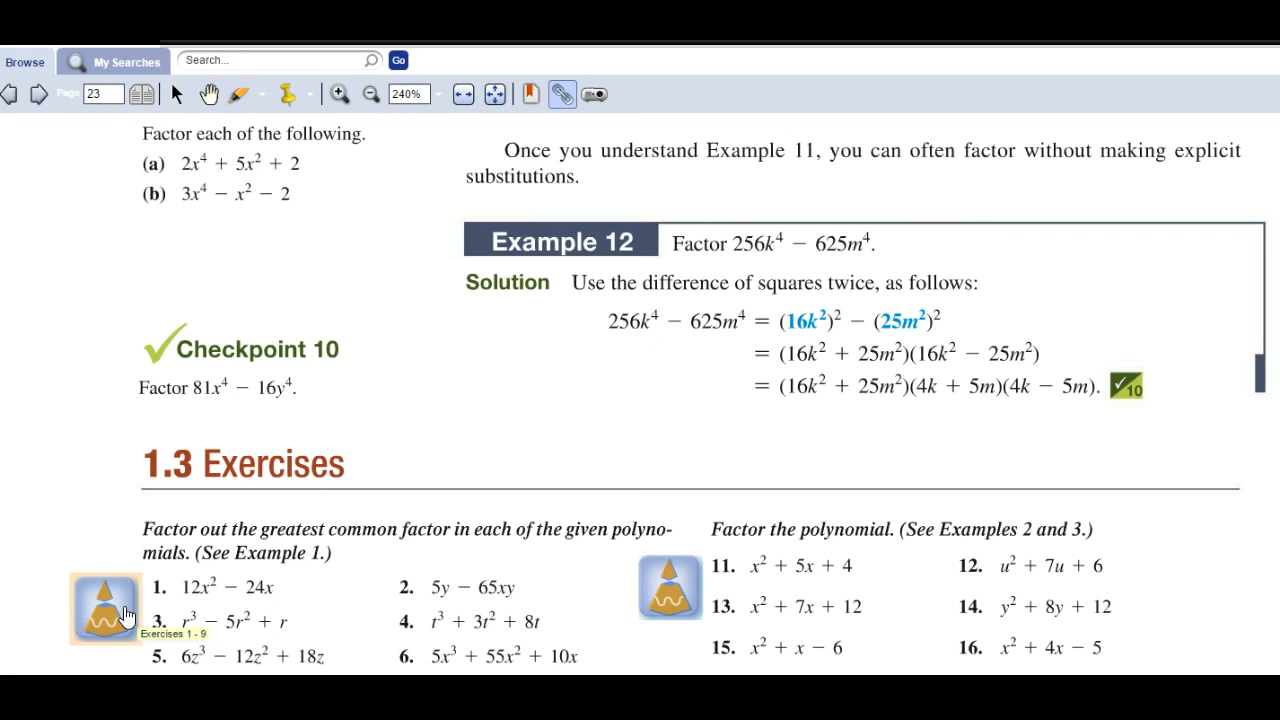 Browse
My Searches
Search...
Go
Page 23
240%
Factor each of the following.
(a) 2x⁴ + 5x² + 2
(b) 3x⁴ − x² − 2
Once you understand Example 11, you can often factor without making explicit
substitutions.
Example 12 Factor 256k⁴ − 625m⁴.
Solution Use the difference of squares twice, as follows:
256k⁴ − 625m⁴ = (16k²)² − (25m²)²
= (16k² + 25m²)(16k² − 25m²)
= (16k² + 25m²)(4k + 5m)(4k − 5m). ✓10
Checkpoint 10
Factor 81x⁴ − 16y⁴.
1.3 Exercises
Factor out the greatest common factor in each of the given polyno-
mials. (See Example 1.)
1. 12x² − 24x 2. 5y − 65xy
3. r³ − 5r² + r 4. t³ + 3t² + 8t
Exercises 1 - 9
5. 6z³ − 12z² + 18z 6. 5x³ + 55x² + 10x
Factor the polynomial. (See Examples 2 and 3.)
11. x² + 5x + 4 12. u² + 7u + 6
13. x² + 7x + 12 14. y² + 8y + 12
15. x² + x − 6 16. x² + 4x − 5